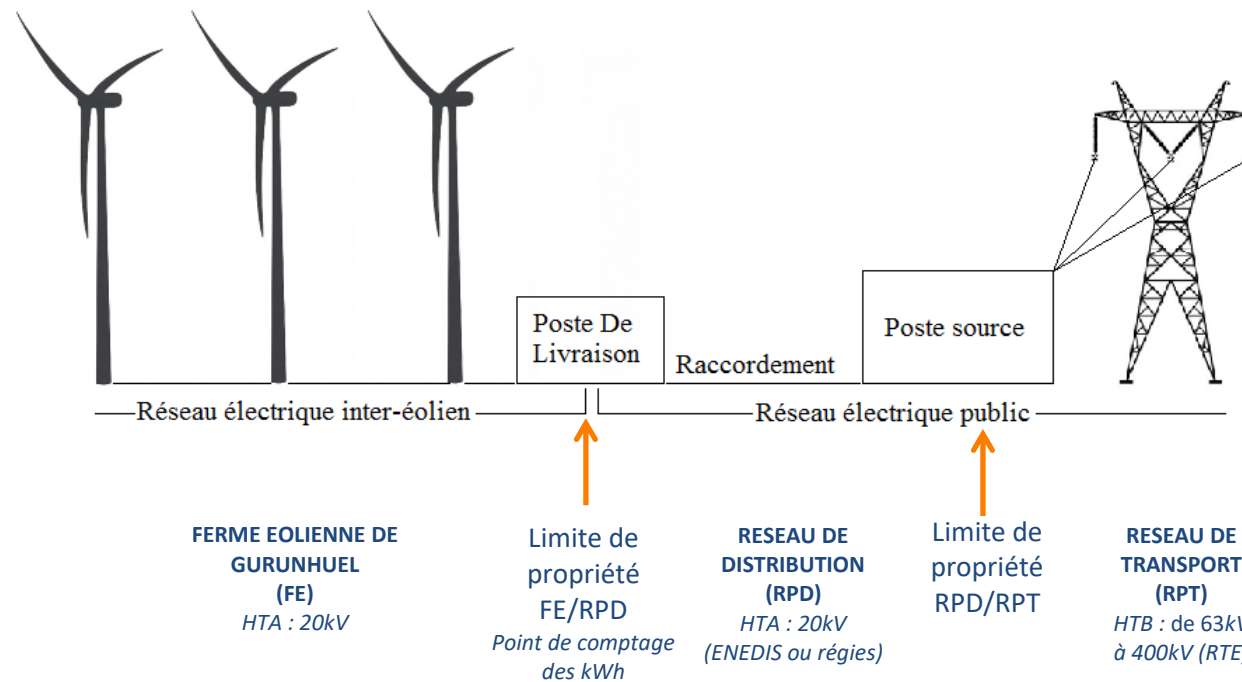 Poste De
Livraison
Raccordement
Poste source
Réseau électrique inter-éolien
Réseau électrique public
FERME EOLIENNE DE
GURUNHUEL
(FE)
HTA : 20kV
Limite de
propriété
FE/RPD
Point de comptage
des kWh
RESEAU DE
DISTRIBUTION
(RPD)
HTA : 20kV
(ENEDIS ou régies)
Limite de
propriété
RPD/RPT
RESEAU DE
TRANSPORT
(RPT)
HTB : de 63kV
à 400kV (RTE)